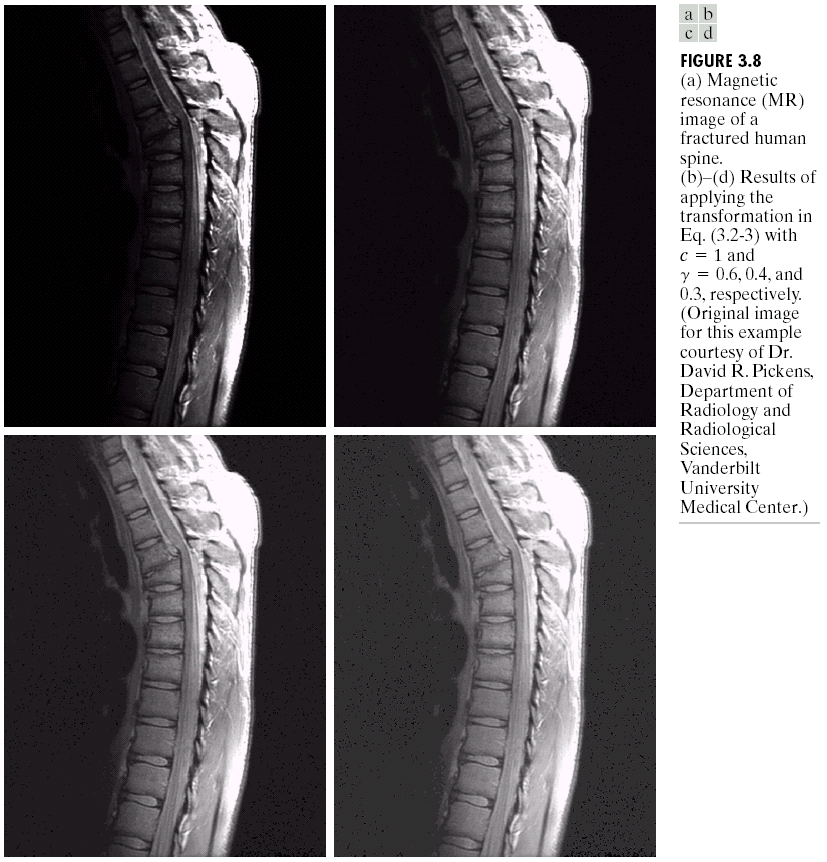 a b
c d
FIGURE 3.8
(a) Magnetic
resonance (MR)
image of a
fractured human
spine.
(b)–(d) Results of
applying the
transformation in
Eq. (3.2-3) with
c = 1 and
γ = 0.6, 0.4, and
0.3, respectively.
(Original image
for this example
courtesy of Dr.
David R. Pickens,
Department of
Radiology and
Radiological
Sciences,
Vanderbilt
University
Medical Center.)